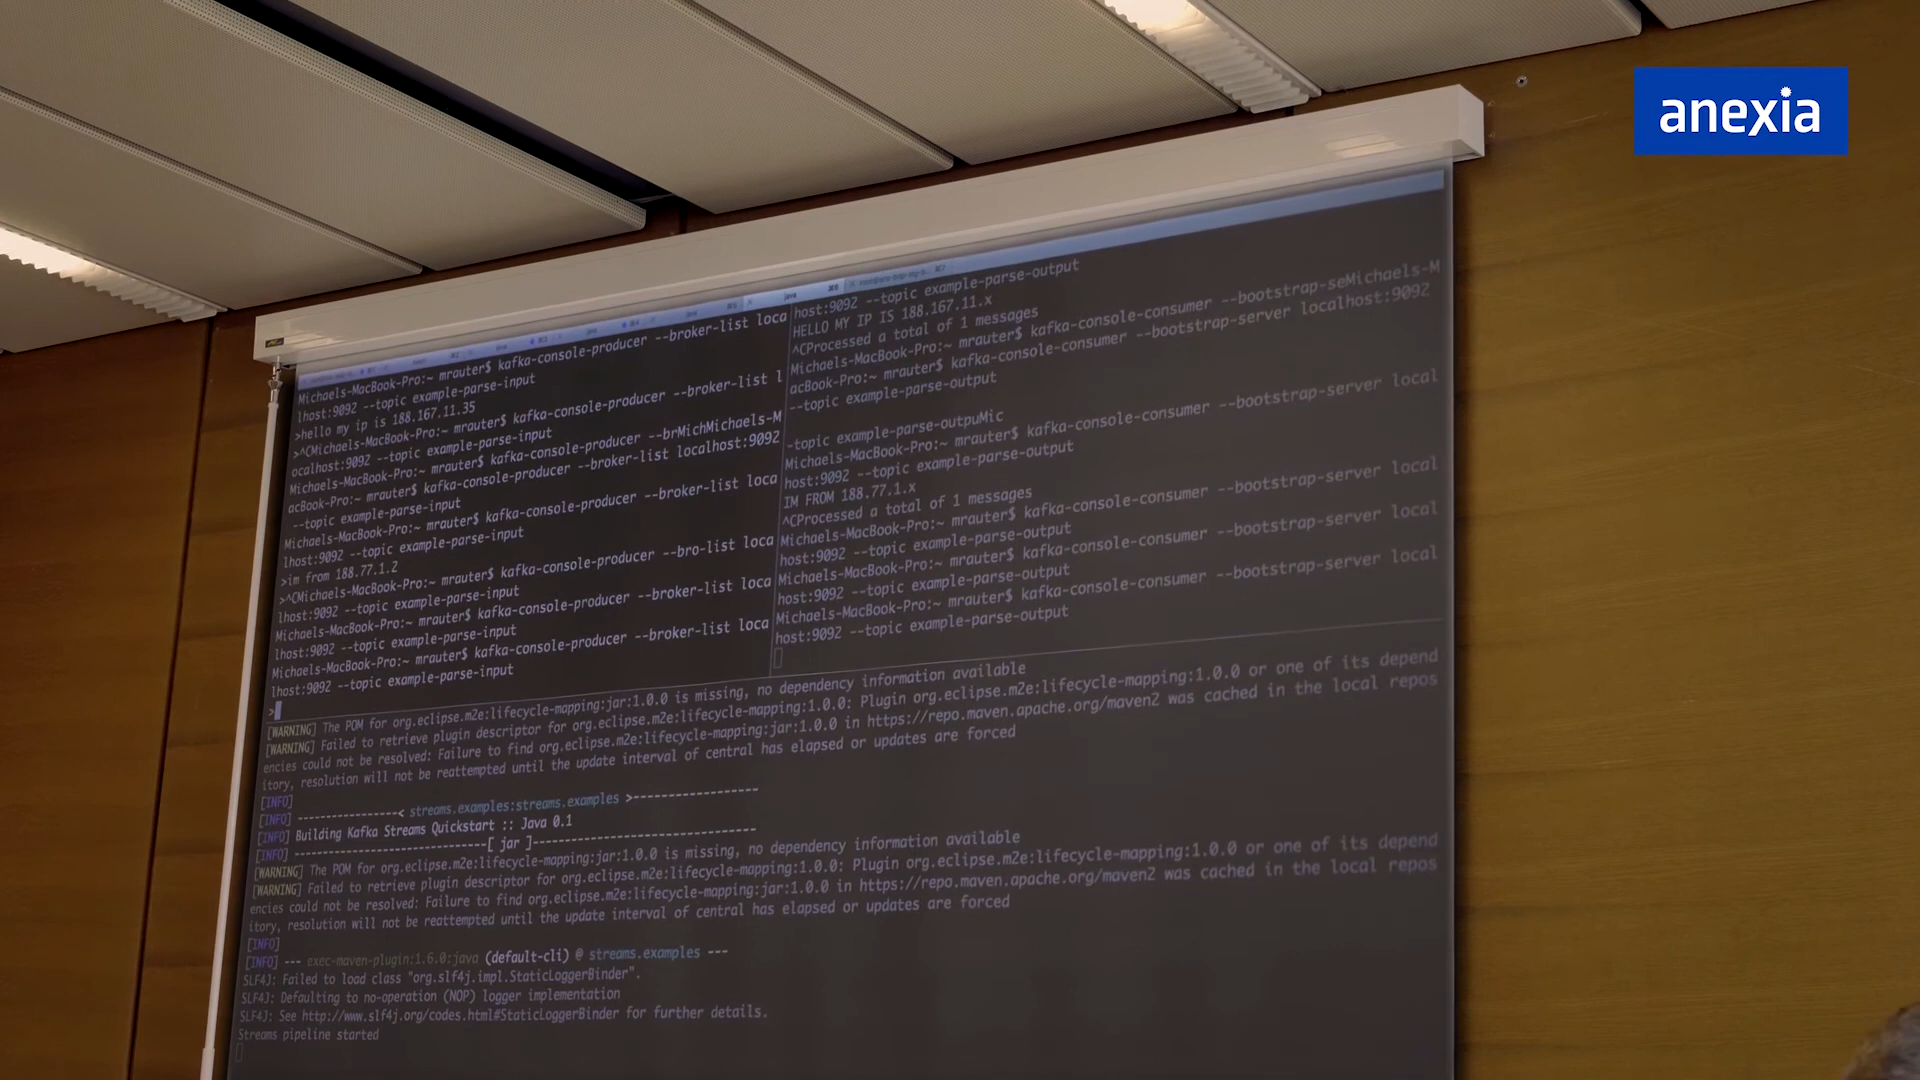 anexia
Michaels-MacBook-Pro:~ mrauter$ kafka-console-producer --broker-list loca
lhost:9092 --topic example-parse-input
>hello my ip is 188.167.11.35
>^CMichaels-MacBook-Pro:~ mrauter$ kafka-console-producer --broker-list l
ocalhost:9092 --topic example-parse-input
Michaels-MacBook-Pro:~ mrauter$ kafka-console-producer --brMichMichaels-M
acBook-Pro:~ mrauter$ kafka-console-producer --broker-list localhost:9092
--topic example-parse-input
Michaels-MacBook-Pro:~ mrauter$ kafka-console-producer --broker-list loca
lhost:9092 --topic example-parse-input
>im from 188.77.1.2
>^CMichaels-MacBook-Pro:~ mrauter$ kafka-console-producer --bro-list loca
lhost:9092 --topic example-parse-input
Michaels-MacBook-Pro:~ mrauter$ kafka-console-producer --broker-list loca
lhost:9092 --topic example-parse-input
Michaels-MacBook-Pro:~ mrauter$ kafka-console-producer --broker-list loca
lhost:9092 --topic example-parse-input
>
java
host:9092 --topic example-parse-output
HELLO MY IP IS 188.167.11.x
^CProcessed a total of 1 messages
Michaels-MacBook-Pro:~ mrauter$ kafka-console-consumer --bootstrap-seMichaels-M
acBook-Pro:~ mrauter$ kafka-console-consumer --bootstrap-server localhost:9092
--topic example-parse-output
-topic example-parse-outpuMic
Michaels-MacBook-Pro:~ mrauter$ kafka-console-consumer --bootstrap-server local
host:9092 --topic example-parse-output
IM FROM 188.77.1.x
^CProcessed a total of 1 messages
Michaels-MacBook-Pro:~ mrauter$ kafka-console-consumer --bootstrap-server local
host:9092 --topic example-parse-output
Michaels-MacBook-Pro:~ mrauter$ kafka-console-consumer --bootstrap-server local
host:9092 --topic example-parse-output
Michaels-MacBook-Pro:~ mrauter$ kafka-console-consumer --bootstrap-server local
host:9092 --topic example-parse-output
[WARNING] The POM for org.eclipse.m2e:lifecycle-mapping:jar:1.0.0 is missing, no dependency information available
[WARNING] Failed to retrieve plugin descriptor for org.eclipse.m2e:lifecycle-mapping:1.0.0: Plugin org.eclipse.m2e:lifecycle-mapping:1.0.0 or one of its depend
encies could not be resolved: Failure to find org.eclipse.m2e:lifecycle-mapping:jar:1.0.0 in https://repo.maven.apache.org/maven2 was cached in the local repos
itory, resolution will not be reattempted until the update interval of central has elapsed or updates are forced
[INFO]
[INFO] ----------------< streams.examples:streams.examples >-----------------
[INFO] Building Kafka Streams Quickstart :: Java 0.1
[INFO] --------------------------------[ jar ]---------------------------------
[WARNING] The POM for org.eclipse.m2e:lifecycle-mapping:jar:1.0.0 is missing, no dependency information available
[WARNING] Failed to retrieve plugin descriptor for org.eclipse.m2e:lifecycle-mapping:1.0.0: Plugin org.eclipse.m2e:lifecycle-mapping:1.0.0 or one of its depend
encies could not be resolved: Failure to find org.eclipse.m2e:lifecycle-mapping:jar:1.0.0 in https://repo.maven.apache.org/maven2 was cached in the local repos
itory, resolution will not be reattempted until the update interval of central has elapsed or updates are forced
[INFO]
[INFO] --- exec-maven-plugin:1.6.0:java (default-cli) @ streams.examples ---
SLF4J: Failed to load class "org.slf4j.impl.StaticLoggerBinder".
SLF4J: Defaulting to no-operation (NOP) logger implementation
SLF4J: See http://www.slf4j.org/codes.html#StaticLoggerBinder for further details.
Streams pipeline started